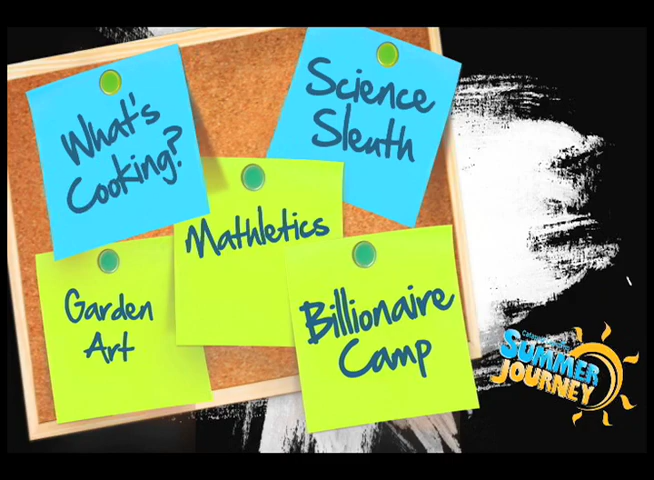 What's
Cooking?
Science
Sleuth
Mathletics
Garden
Art
Billionaire
Camp
SUMMER
JOURNEY